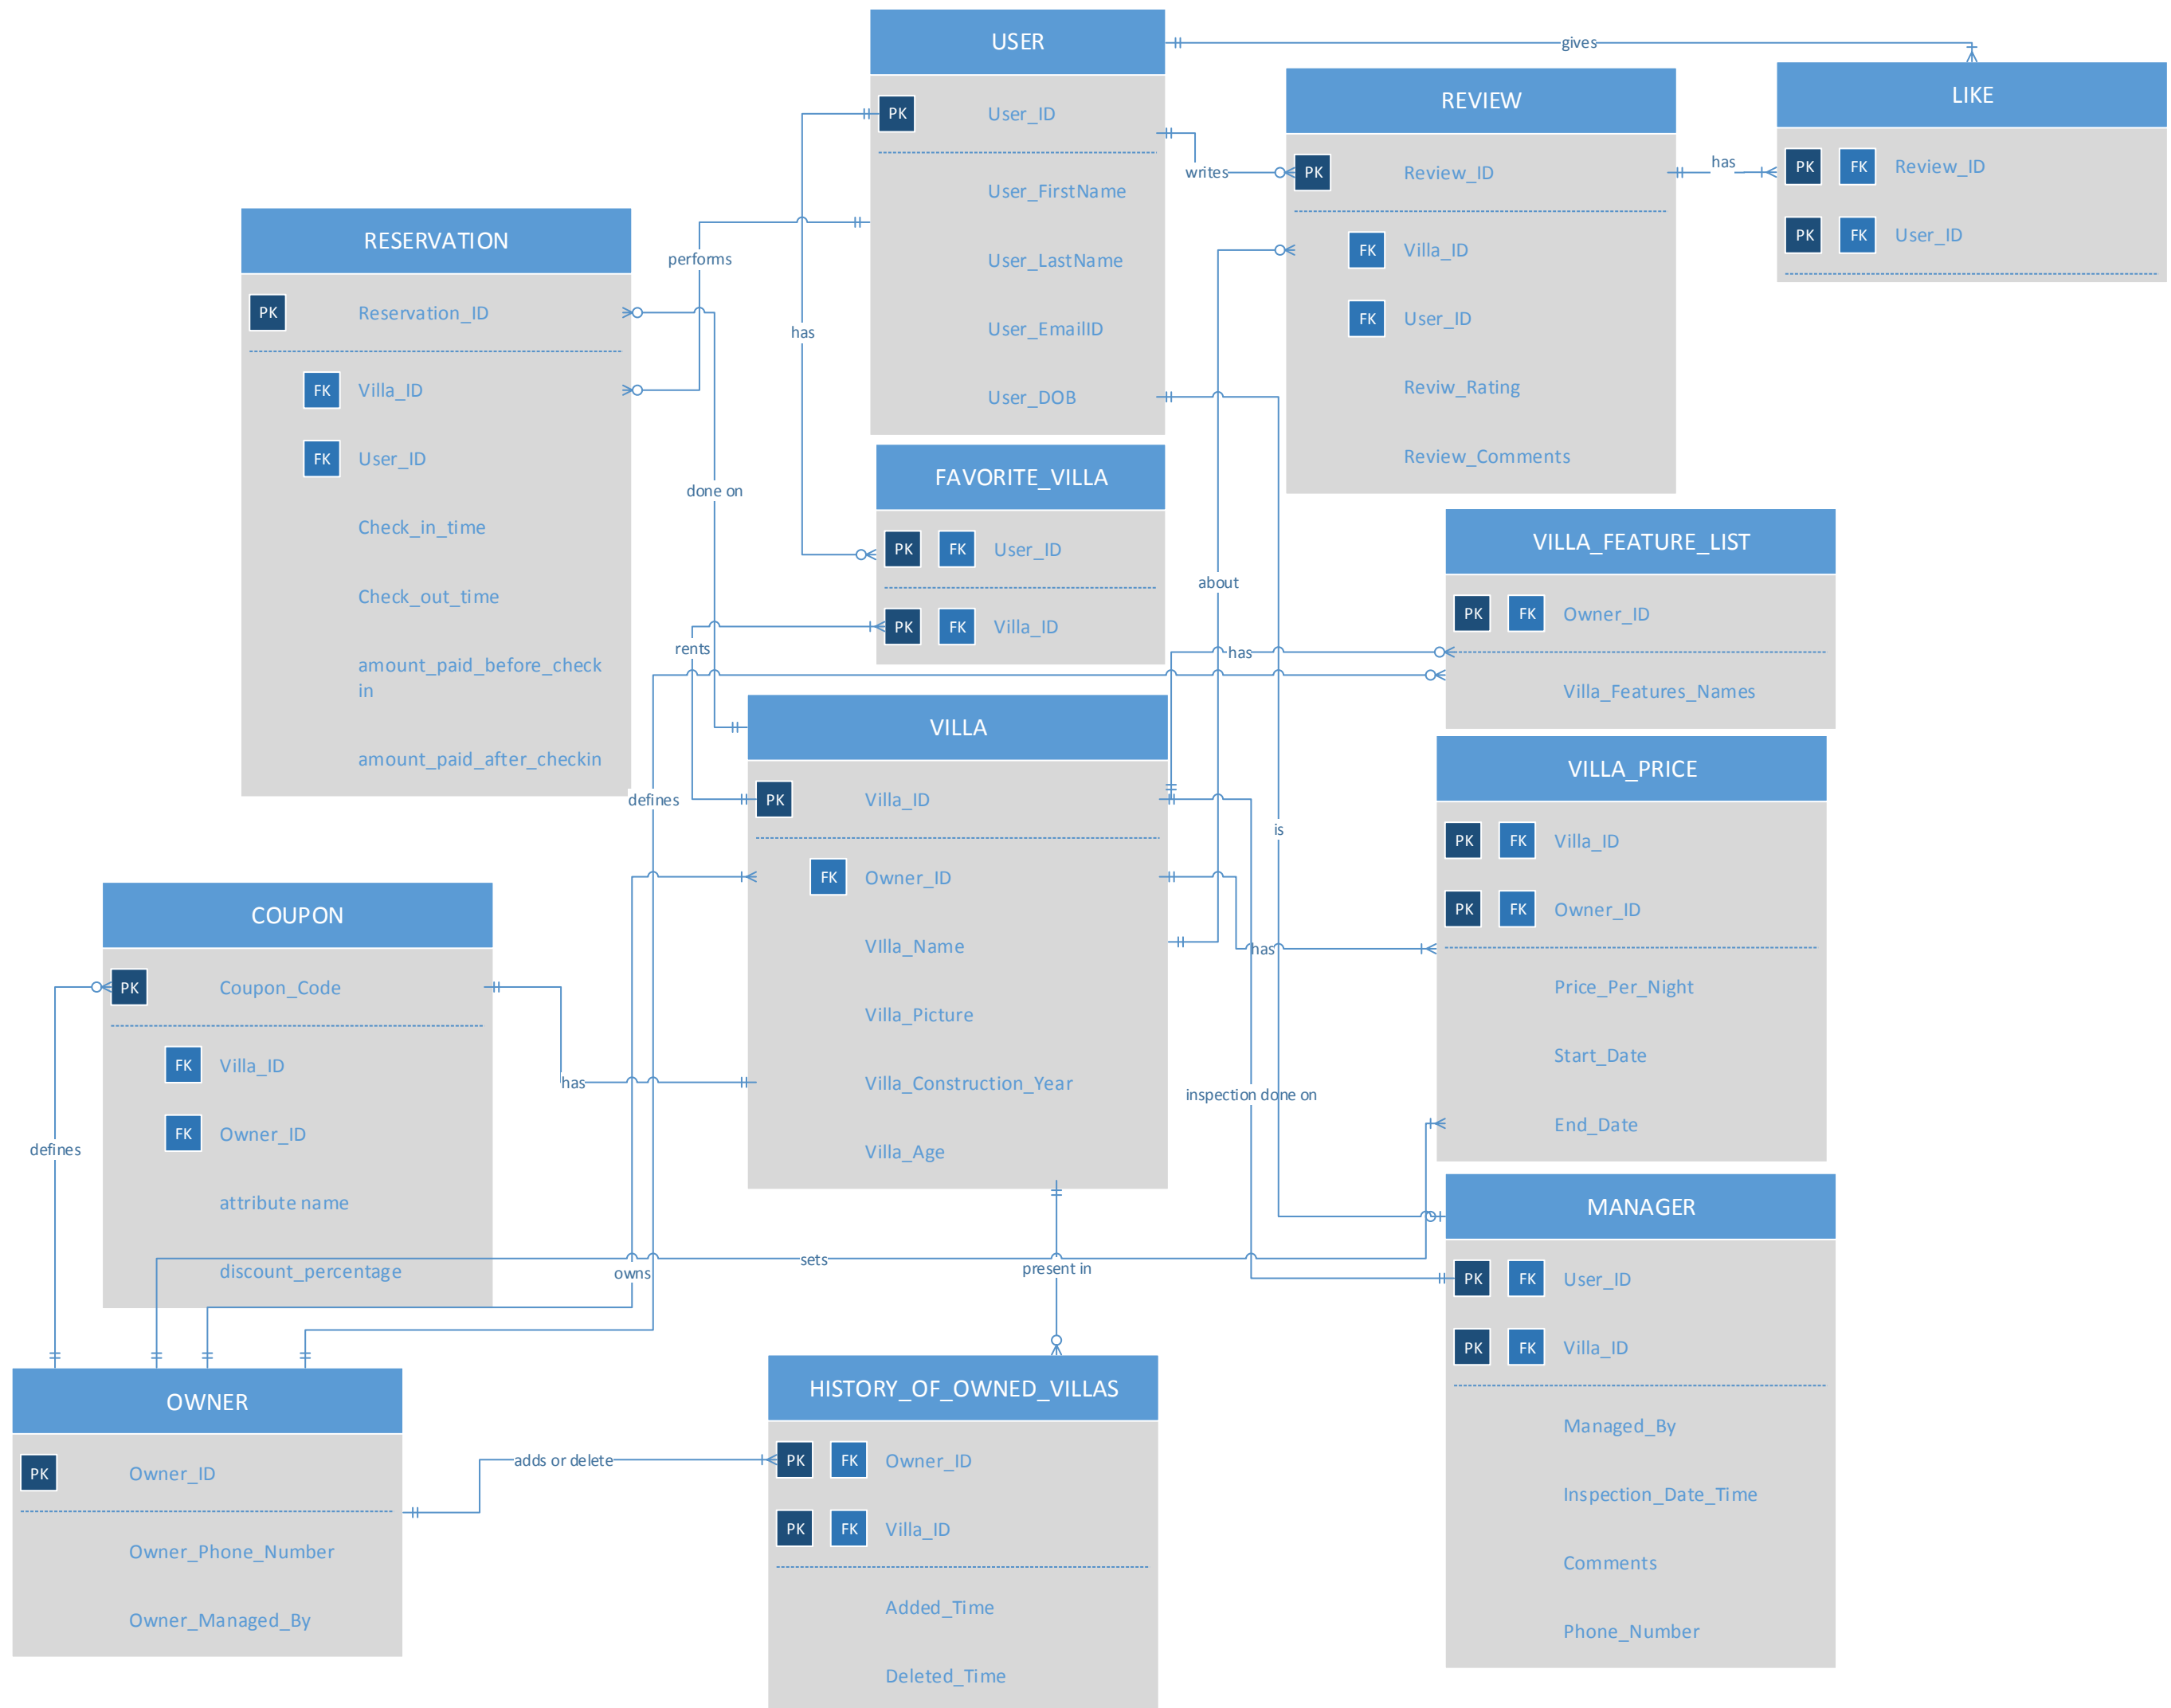 USER
PK User_ID
User_FirstName
User_LastName
User_EmailID
User_DOB
gives
REVIEW
PK Review_ID
FK Villa_ID
FK User_ID
Reviw_Rating
Review_Comments
writes
has
LIKE
PK FK Review_ID
PK FK User_ID
RESERVATION
PK Reservation_ID
FK Villa_ID
FK User_ID
Check_in_time
Check_out_time
amount_paid_before_check
in
amount_paid_after_checkin
performs
has
done on
FAVORITE_VILLA
PK FK User_ID
PK FK Villa_ID
rents
about
has
VILLA_FEATURE_LIST
PK FK Owner_ID
Villa_Features_Names
VILLA
PK Villa_ID
FK Owner_ID
VIlla_Name
Villa_Picture
Villa_Construction_Year
Villa_Age
defines
is
has
inspection done on
VILLA_PRICE
PK FK Villa_ID
PK FK Owner_ID
Price_Per_Night
Start_Date
End_Date
COUPON
PK Coupon_Code
FK Villa_ID
FK Owner_ID
attribute name
discount_percentage
has
defines
owns
sets
present in
MANAGER
PK FK User_ID
PK FK Villa_ID
Managed_By
Inspection_Date_Time
Comments
Phone_Number
OWNER
PK Owner_ID
Owner_Phone_Number
Owner_Managed_By
adds or delete
HISTORY_OF_OWNED_VILLAS
PK FK Owner_ID
PK FK Villa_ID
Added_Time
Deleted_Time